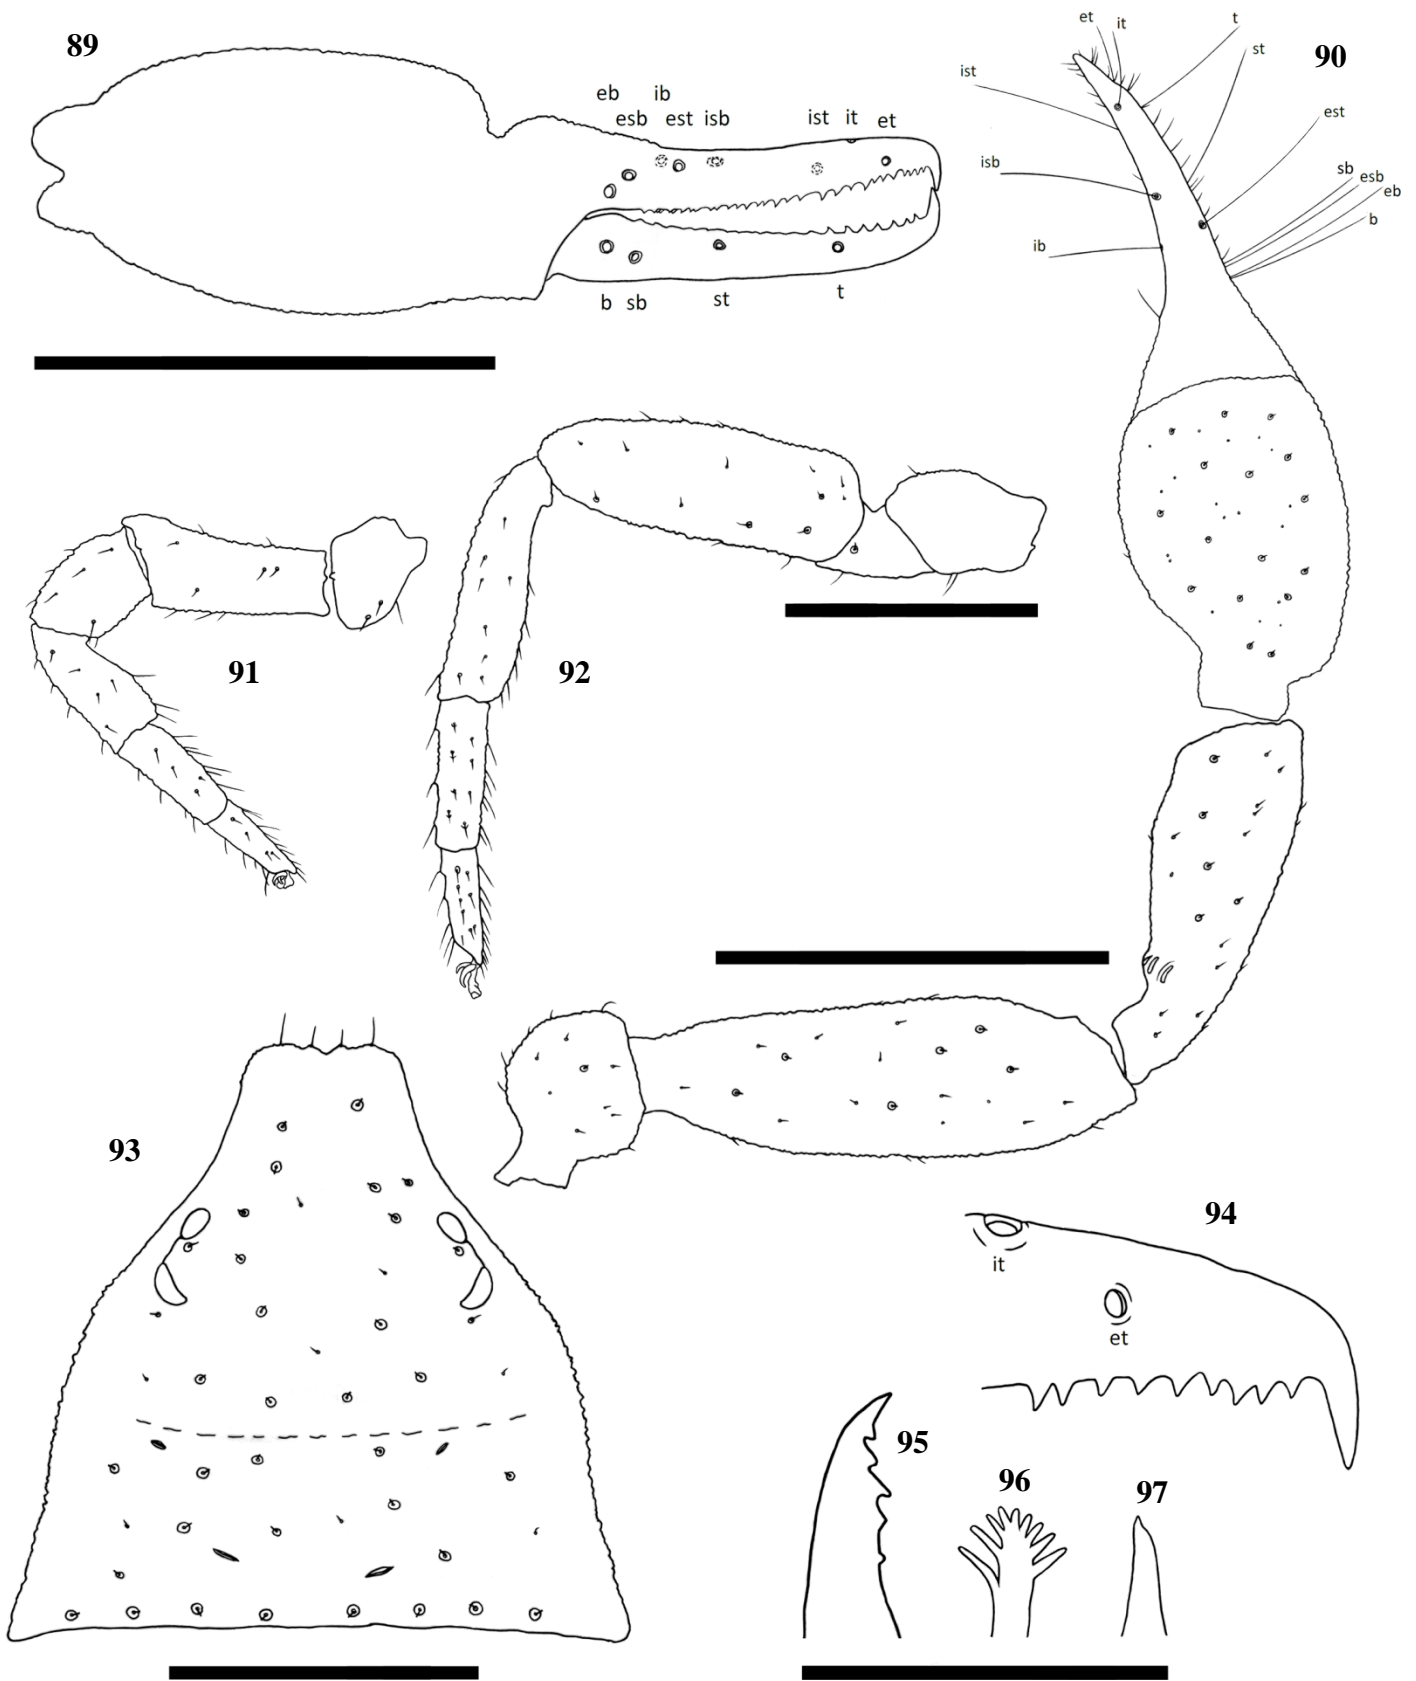 89
eb ib
esb est isb ist it et
b sb st t
et it t
st
90
ist
est
isb
sb esb eb
b
ib
91
92
93
94
it
et
95
96
97